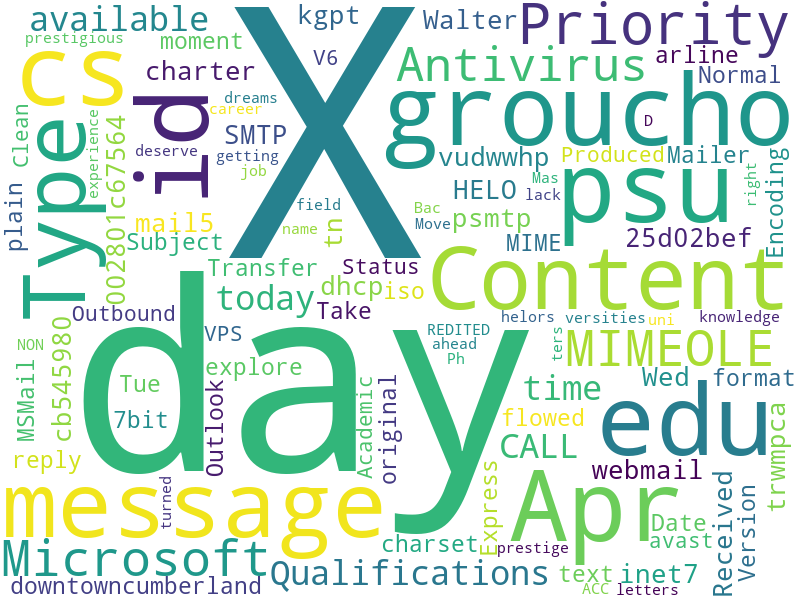 available
prestigious
moment
kgpt
Walter
Priority
cs
charter
V6
Antivirus
arline
Normal
X
id
dreams
career
SMTP
groucho
D
Clean
Type
experience
002801c67564
deserve
getting
job
vudwwhp
Produced
Mailer
Encoding
right
plain
mail5
field
HELO
Mas
lack
psu
Subject
name
tn
Bac
Move
psmtp
MIME
25d02bef
Transfer
Status
Content
today
dhcp
iso
Outbound
Take
helors
versities
uni
knowledge
VPS
REDITED
ahead
Ph
NON
MSMail
cb545980
day
explore
ters
MIMEOLE
Tue
7bit
Outlook
Academic
original
time
Wed
format
flowed
edu
reply
CALL
webmail
trwmpca
message
turned
Express
Apr
Received
Version
Date
avast
Microsoft
charset
prestige
downtowncumberland
Qualifications
text
inet7
ACC
letters